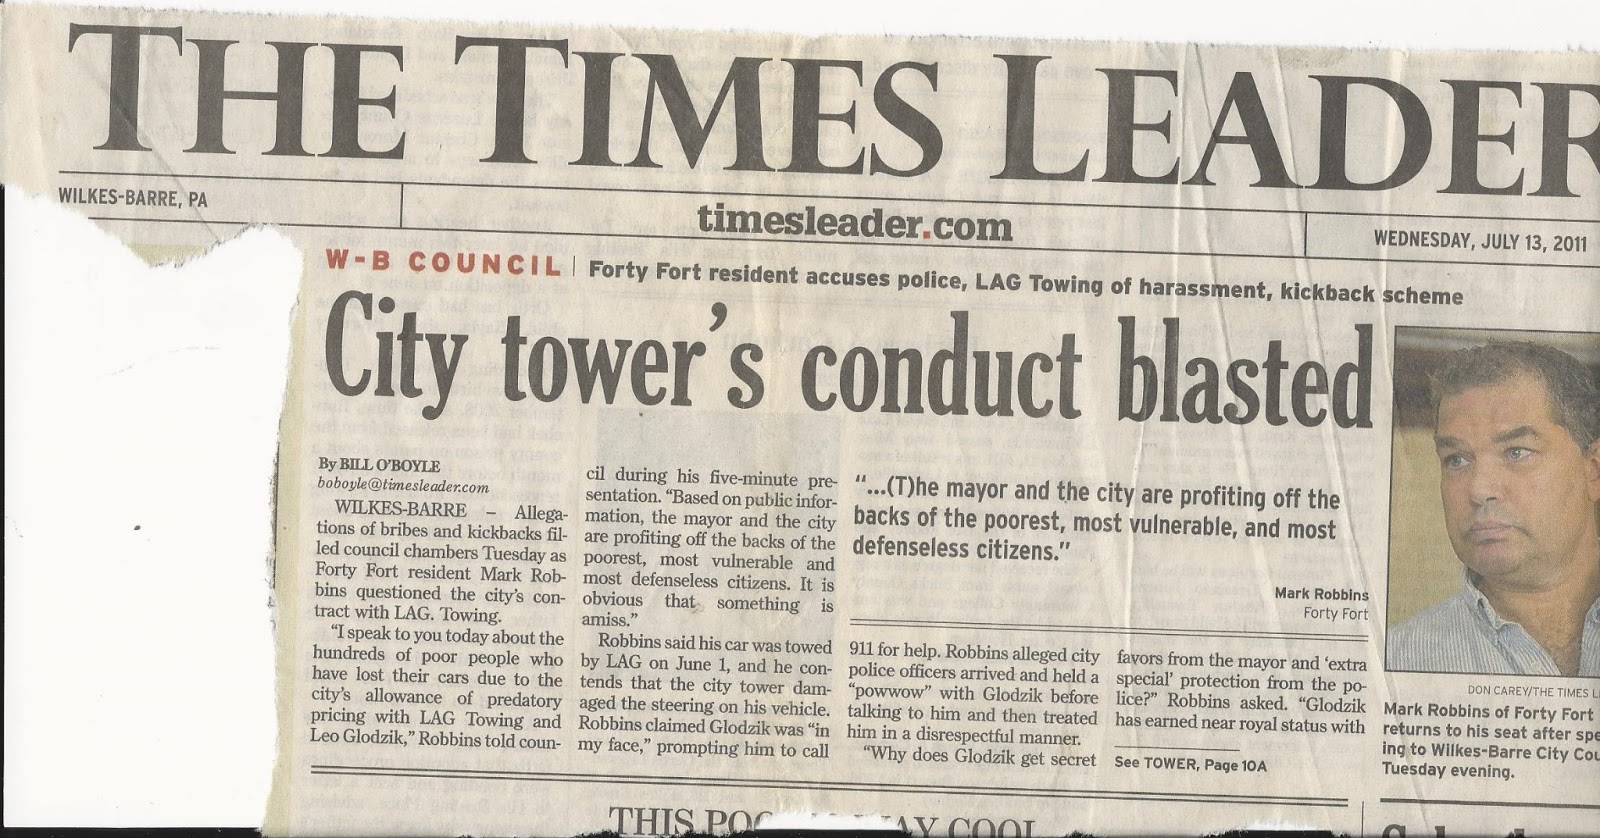 THE TIMES LEADER
WILKES-BARRE, PA
timesleader.com
WEDNESDAY, JULY 13, 2011
W-B COUNCIL | Forty Fort resident accuses police, LAG Towing of harassment, kickback scheme
City tower's conduct blasted
By BILL O'BOYLE
boboyle@timesleader.com
WILKES-BARRE – Allega-
tions of bribes and kickbacks fil-
led council chambers Tuesday as
Forty Fort resident Mark Rob-
bins questioned the city's con-
tract with LAG. Towing.
"I speak to you today about the
hundreds of poor people who
have lost their cars due to the
city's allowance of predatory
pricing with LAG Towing and
Leo Glodzik," Robbins told coun-
cil during his five-minute pre-
sentation. "Based on public infor-
mation, the mayor and the city
are profiting off the backs of the
poorest, most vulnerable and
most defenseless citizens. It is
obvious that something is
amiss."
Robbins said his car was towed
by LAG on June 1, and he con-
tends that the city tower dam-
aged the steering on his vehicle.
Robbins claimed Glodzik was "in
my face," prompting him to call
"...(T)he mayor and the city are profiting off the
backs of the poorest, most vulnerable, and most
defenseless citizens."
Mark Robbins
Forty Fort
911 for help. Robbins alleged city
police officers arrived and held a
"powwow" with Glodzik before
talking to him and then treated
him in a disrespectful manner.
"Why does Glodzik get secret
favors from the mayor and 'extra
special' protection from the po-
lice?" Robbins asked. "Glodzik
has earned near royal status with
See TOWER, Page 10A
DON CAREY/THE TIMES L
Mark Robbins of Forty Fort
returns to his seat after spe
ing to Wilkes-Barre City Cou
Tuesday evening.
THIS COOL